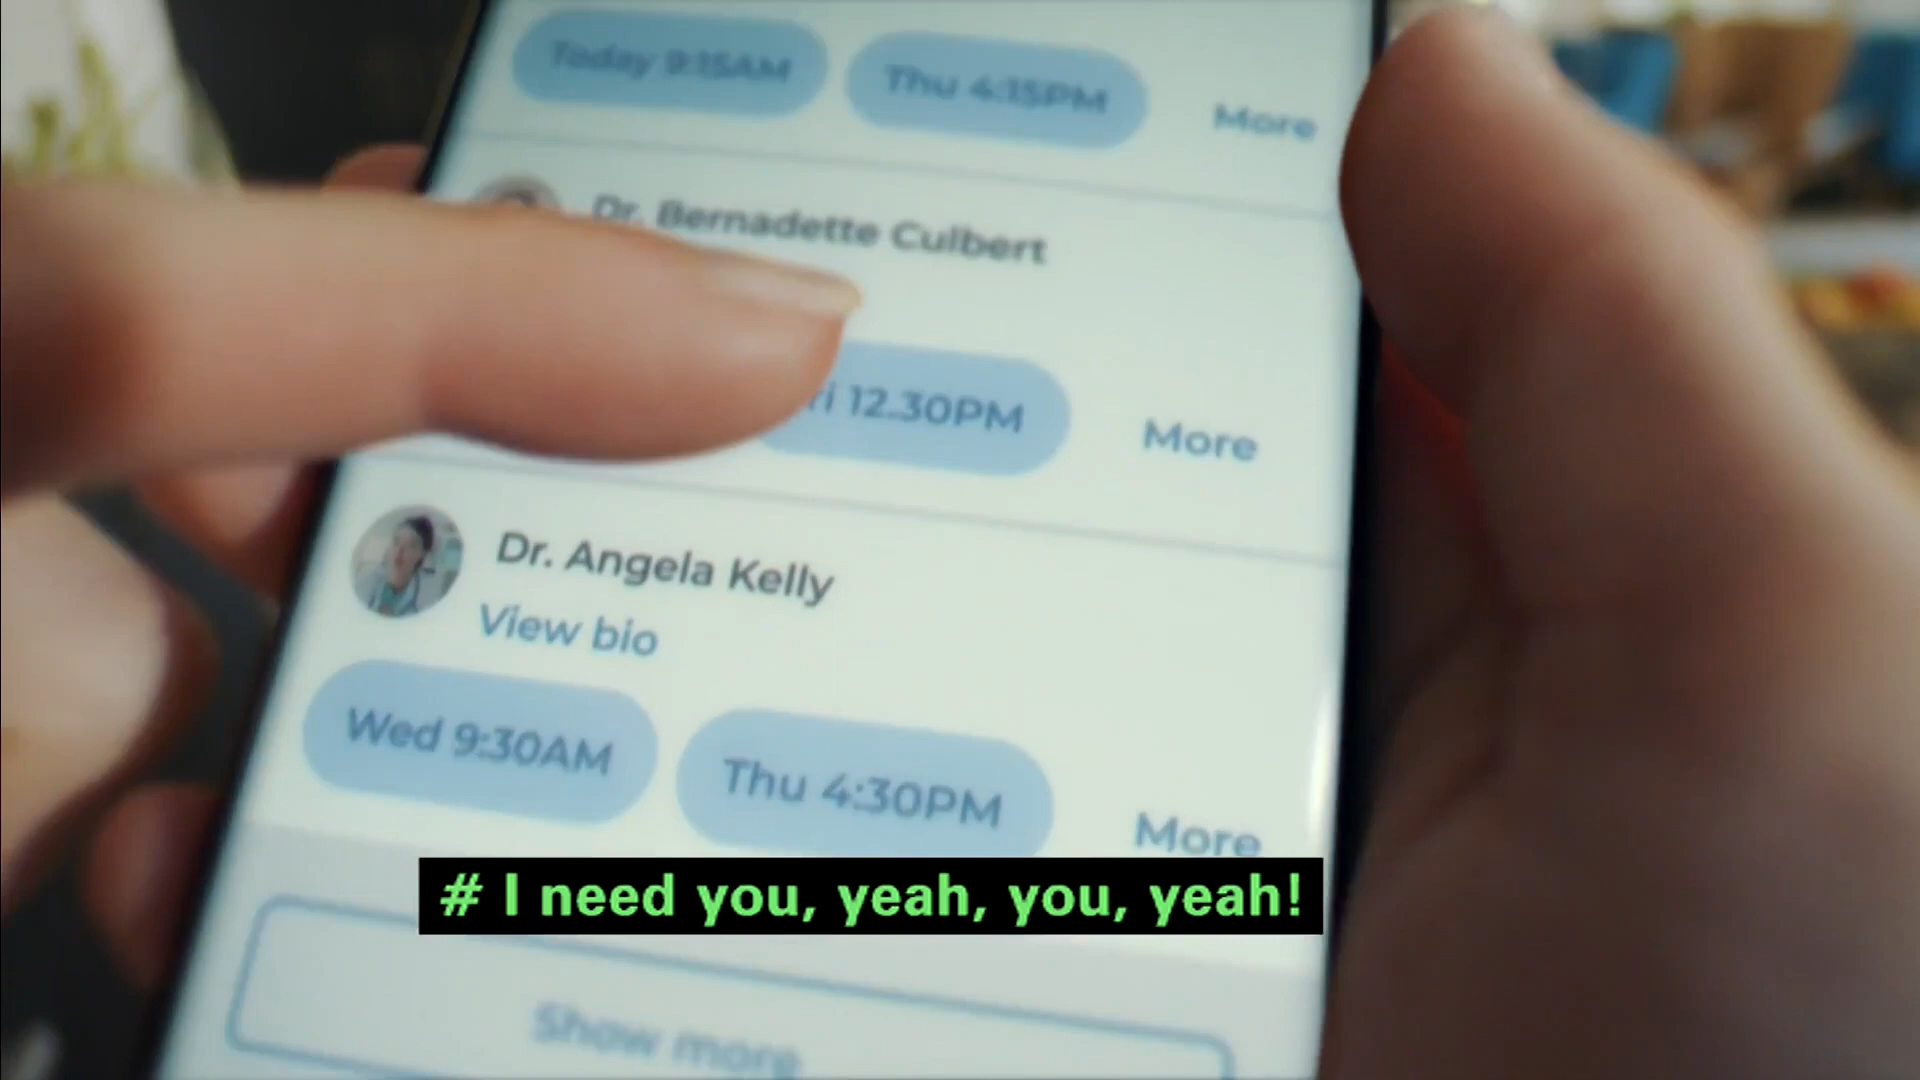 Today 9:15AM
Thu 4:15PM
More
Dr. Bernadette Culbert
12.30PM
More
Dr. Angela Kelly
View bio
Wed 9:30AM
Thu 4:30PM
More
# I need you, yeah, you, yeah!
Show more